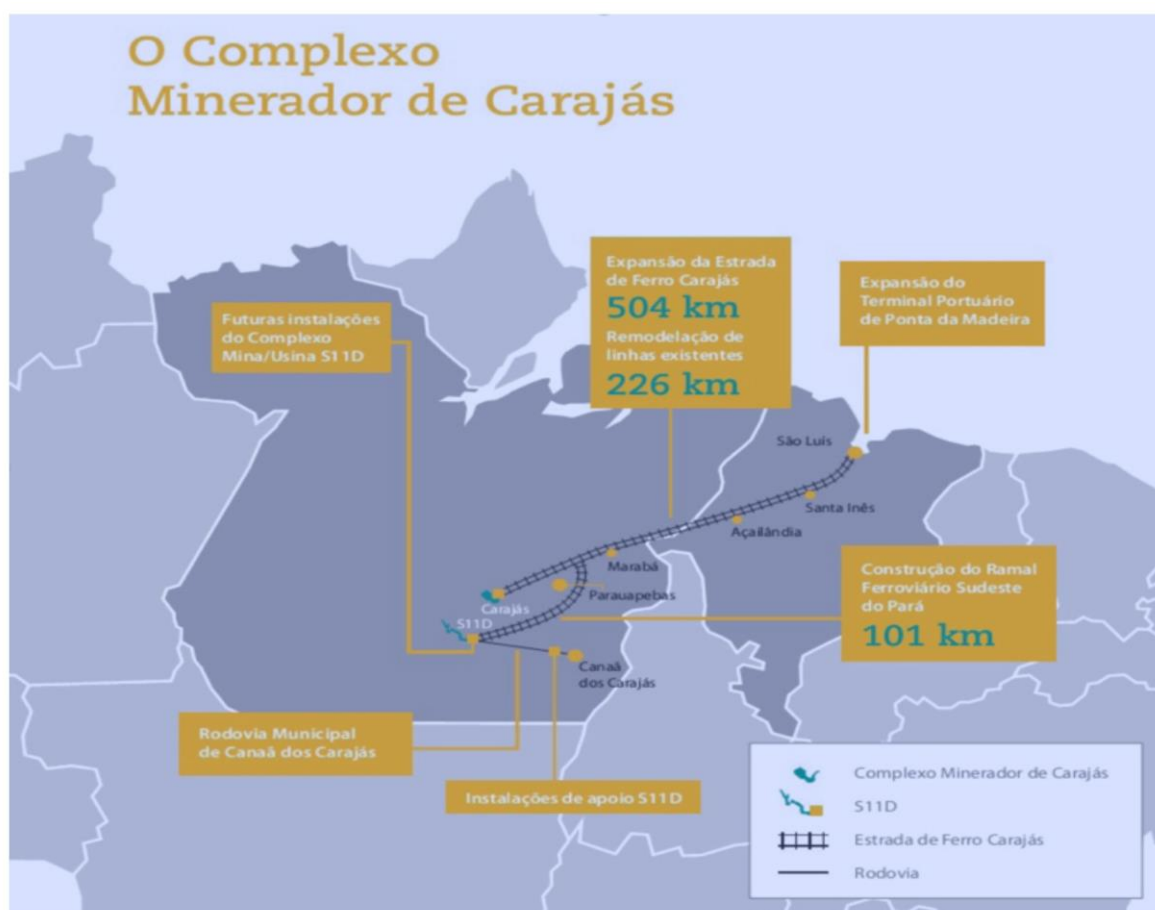 O Complexo
Minerador de Carajás
Expansão da Estrada
de Ferro Carajás
504 km
Remodelação de
linhas existentes
226 km
Expansão do
Terminal Portuário
de Ponta da Madeira
Futuras instalações
do Complexo
Mina/Usina S11D
São Luís
Santa Inês
Açailândia
Marabá
Parauapebas
Carajás
S11D
Canaã
dos Carajás
Construção do Ramal
Ferroviário Sudeste
do Pará
101 km
Rodovia Municipal
de Canaã dos Carajás
Instalações de apoio S11D
Complexo Minerador de Carajás
S11D
Estrada de Ferro Carajás
Rodovia